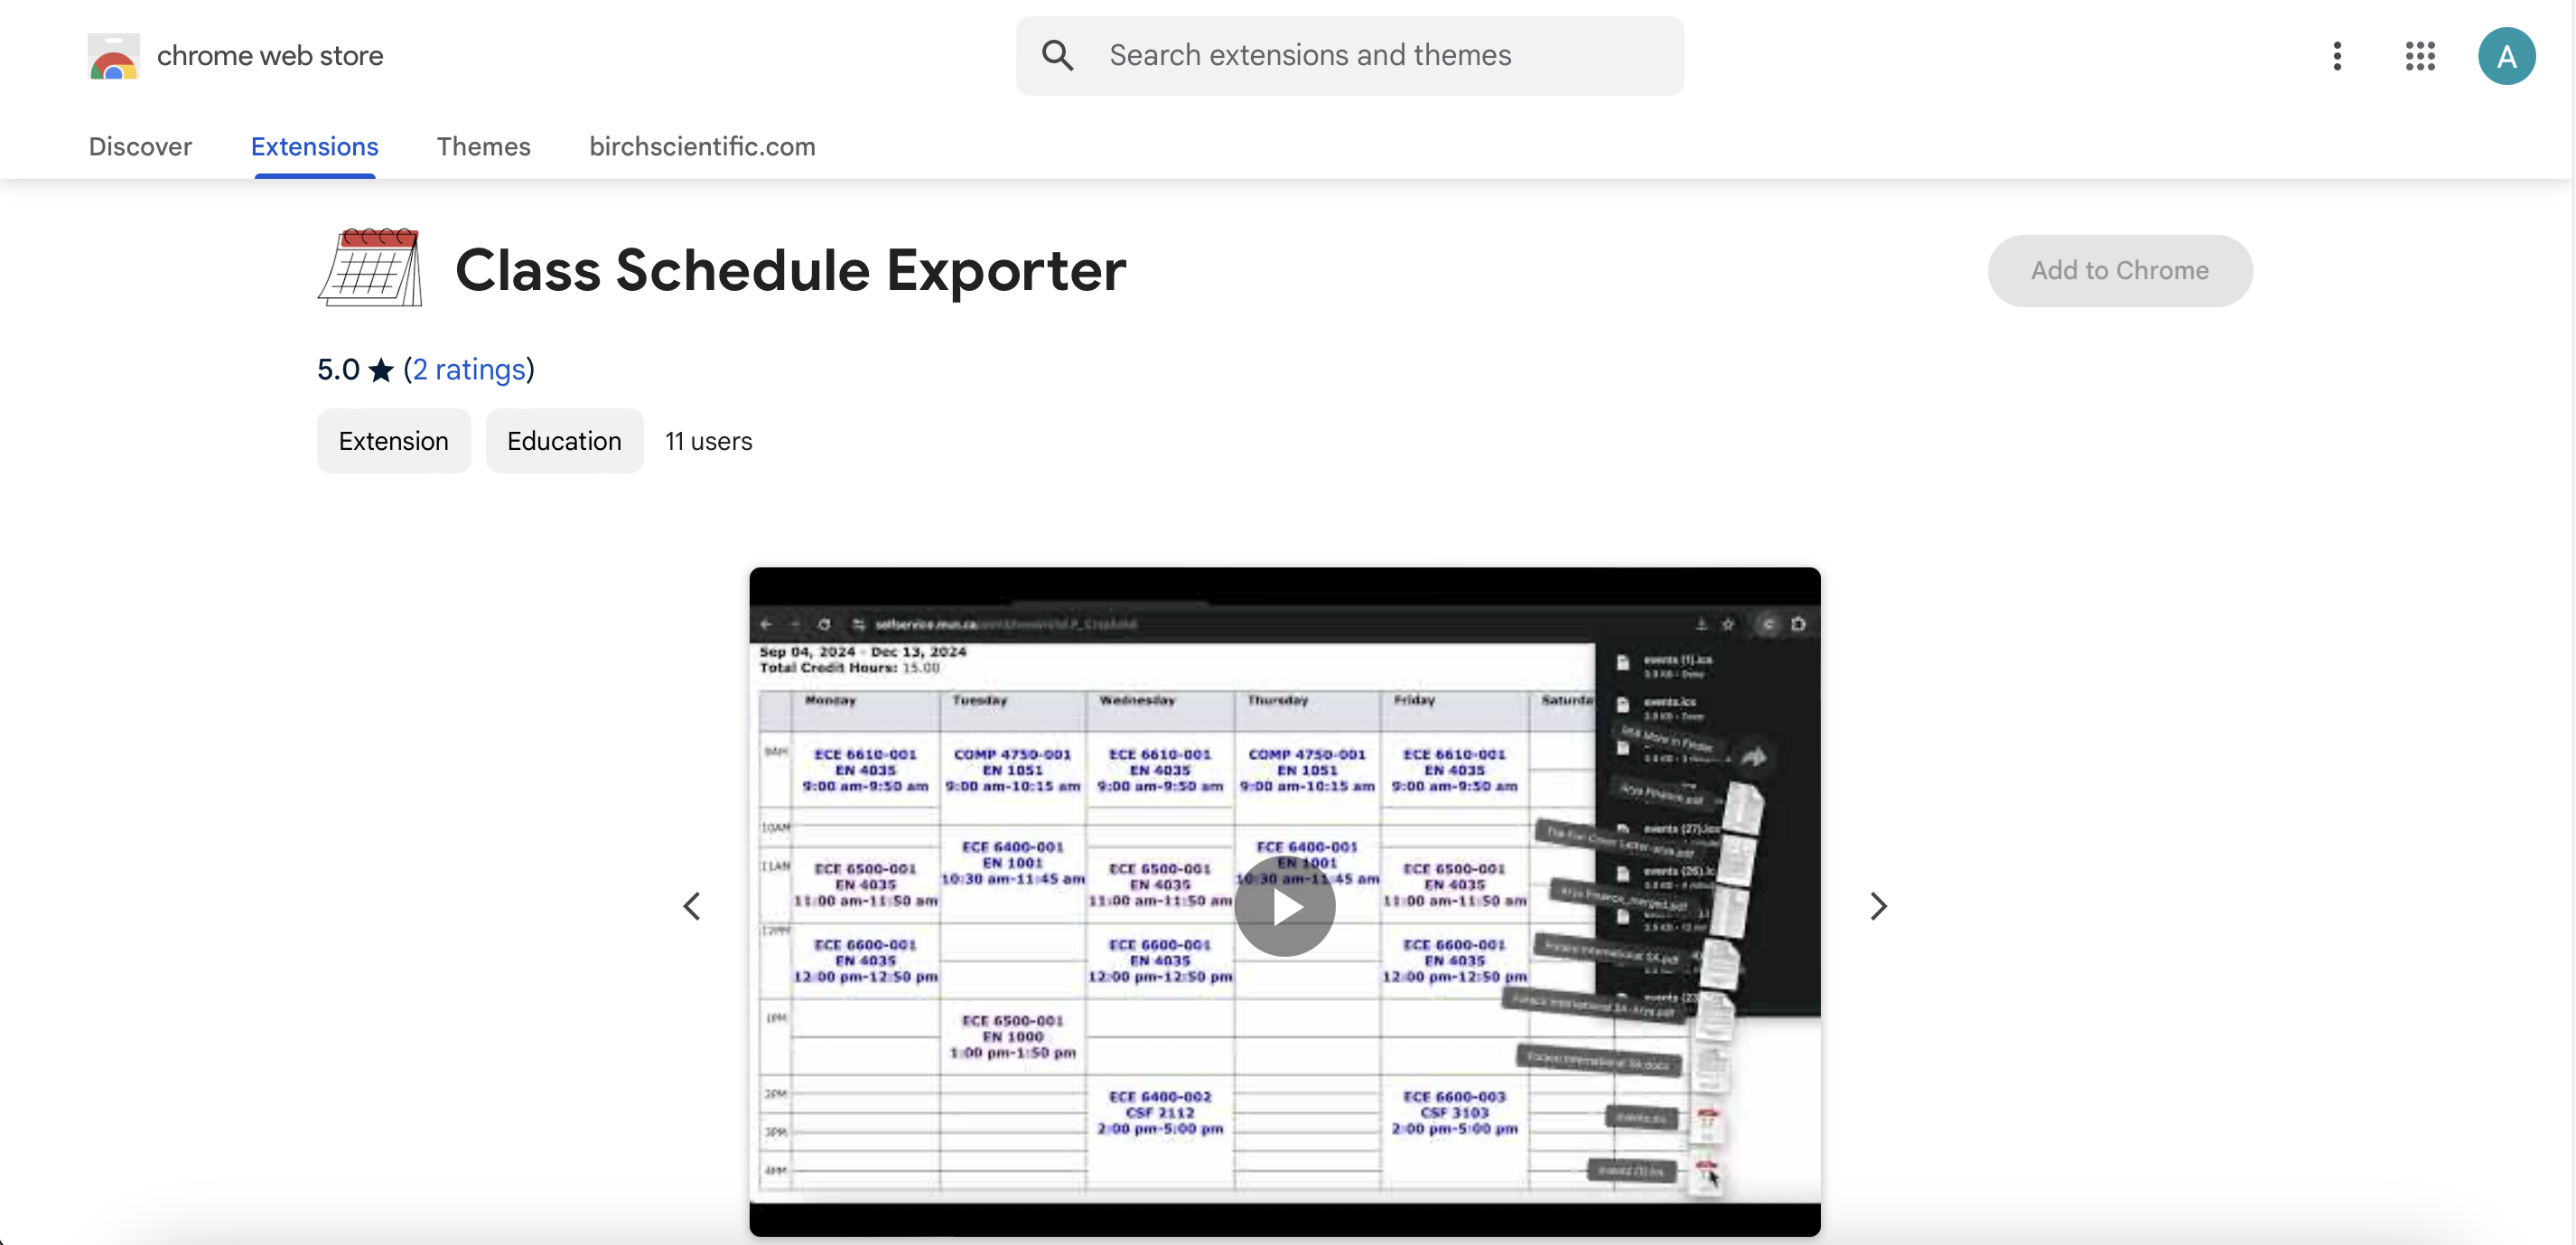 chrome web store
Search extensions and themes
A
Discover
Extensions
Themes
birchscientific.com
Class Schedule Exporter
Add to Chrome
5.0 ★ (2 ratings)
Extension
Education
11 users
selfservice.mun.ca
Sep 04, 2024 - Dec 13, 2024
Total Credit Hours: 15.00
Monday Tuesday Wednesday Thursday Friday
9AM
ECE 6610-001 COMP 4750-001 ECE 6610-001 COMP 4750-001 ECE 6610-001
EN 4035 EN 1051 EN 4035 EN 1051 EN 4035
9:00 am-9:50 am 9:00 am-10:15 am 9:00 am-9:50 am 9:00 am-10:15 am 9:00 am-9:50 am
10AM
ECE 6400-001 ECE 6400-001
EN 1001 EN 1001
10:30 am-11:45 am 10:30 am-11:45 am
11AM
ECE 6500-001 ECE 6500-001 ECE 6500-001
EN 4035 EN 4035 EN 4035
11:00 am-11:50 am 11:00 am-11:50 am 11:00 am-11:50 am
12PM
ECE 6600-001 ECE 6600-001 ECE 6600-001
EN 4035 EN 4035 EN 4035
12:00 pm-12:50 pm 12:00 pm-12:50 pm 12:00 pm-12:50 pm
1PM
ECE 6500-001
EN 1000
1:00 pm-1:50 pm
2PM
ECE 6400-002 ECE 6600-003
CSF 2112 CSF 3103
2:00 pm-5:00 pm 2:00 pm-5:00 pm
3PM
4PM
events (1).ics
events.ics
events (27).ics